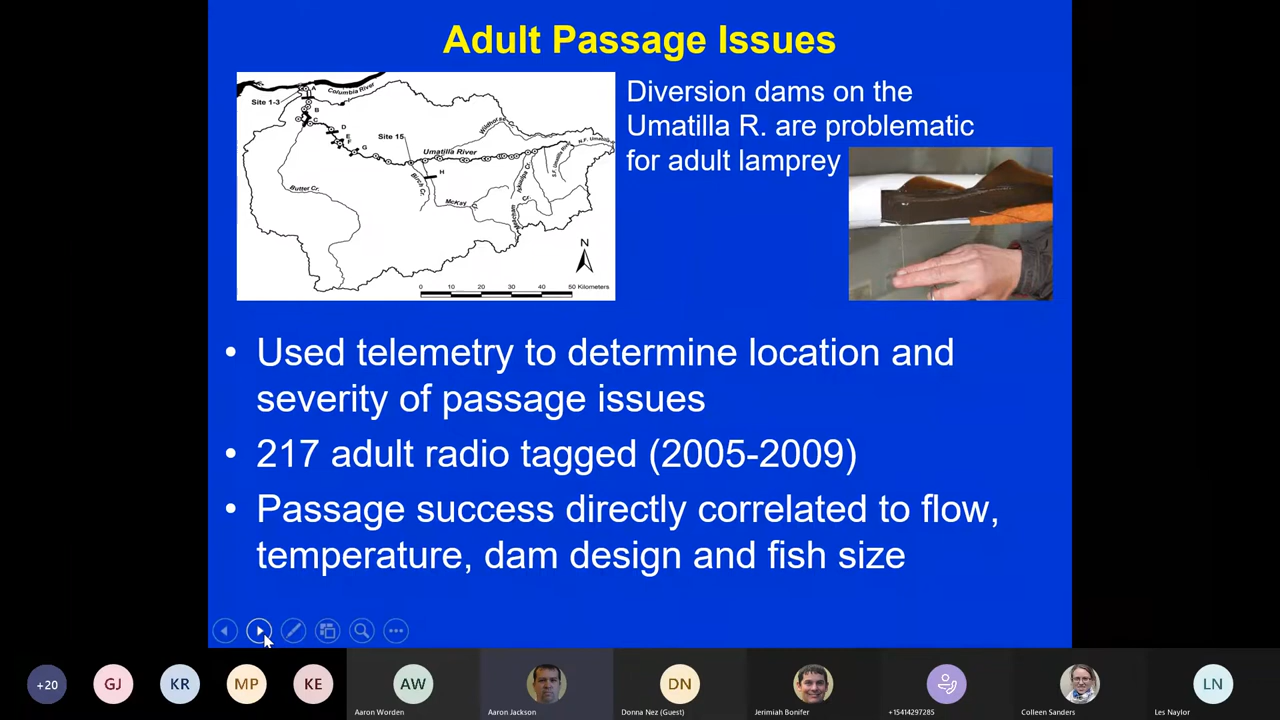 Adult Passage Issues
Diversion dams on the
Umatilla R. are problematic
for adult lamprey
Columbia River
Site 1-3
A
B
C
D
E
F
G
Site 15
Umatilla River
Wildhorse
H
Birch Cr.
Butter Cr.
McKay
N
0 10 20 30 40 50 Kilometers
• Used telemetry to determine location and
severity of passage issues
• 217 adult radio tagged (2005-2009)
• Passage success directly correlated to flow,
temperature, dam design and fish size
+20
GJ
KR
MP
KE
AW
Aaron Worden
Aaron Jackson
DN
Donna Nez (Guest)
Jerimiah Bonifer
+15414297285
Colleen Sanders
LN
Les Naylor